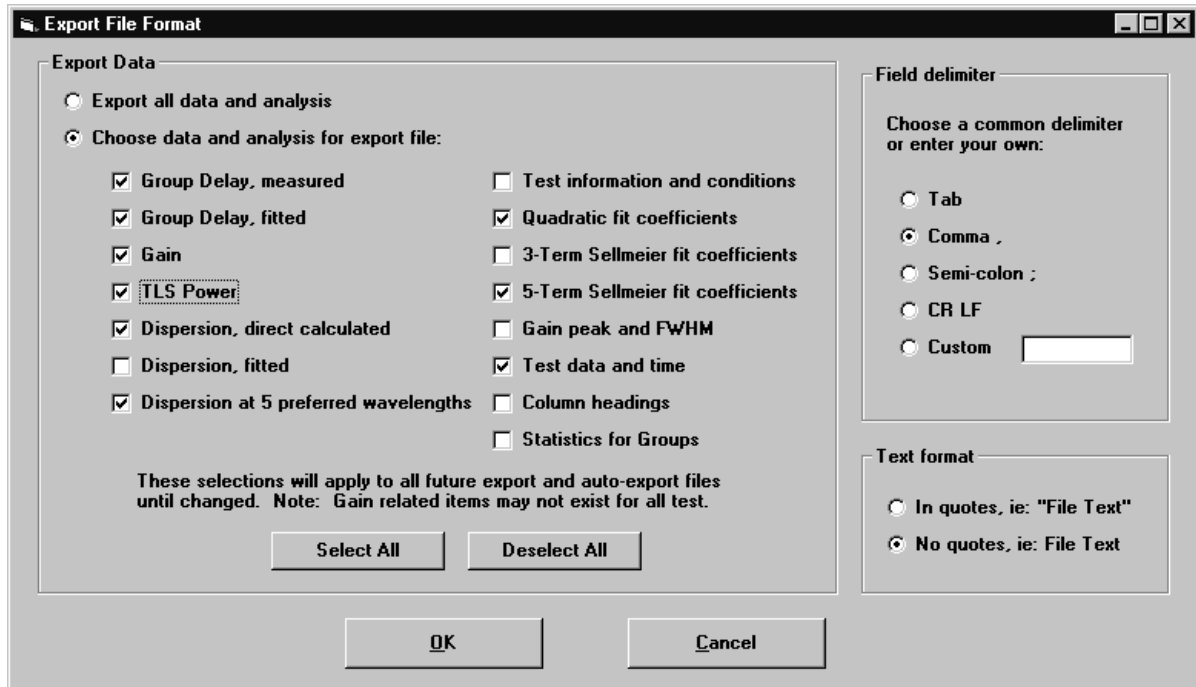 Export File Format
Export Data
Export all data and analysis
Choose data and analysis for export file:
Group Delay, measured
Group Delay, fitted
Gain
TLS Power
Dispersion, direct calculated
Dispersion, fitted
Dispersion at 5 preferred wavelengths
Test information and conditions
Quadratic fit coefficients
3-Term Sellmeier fit coefficients
5-Term Sellmeier fit coefficients
Gain peak and FWHM
Test data and time
Column headings
Statistics for Groups
These selections will apply to all future export and auto-export files
until changed.  Note:  Gain related items may not exist for all test.
Select All
Deselect All
Field delimiter
Choose a common delimiter
or enter your own:
Tab
Comma ,
Semi-colon ;
CR LF
Custom
Text format
In quotes, ie: "File Text"
No quotes, ie: File Text
OK
Cancel